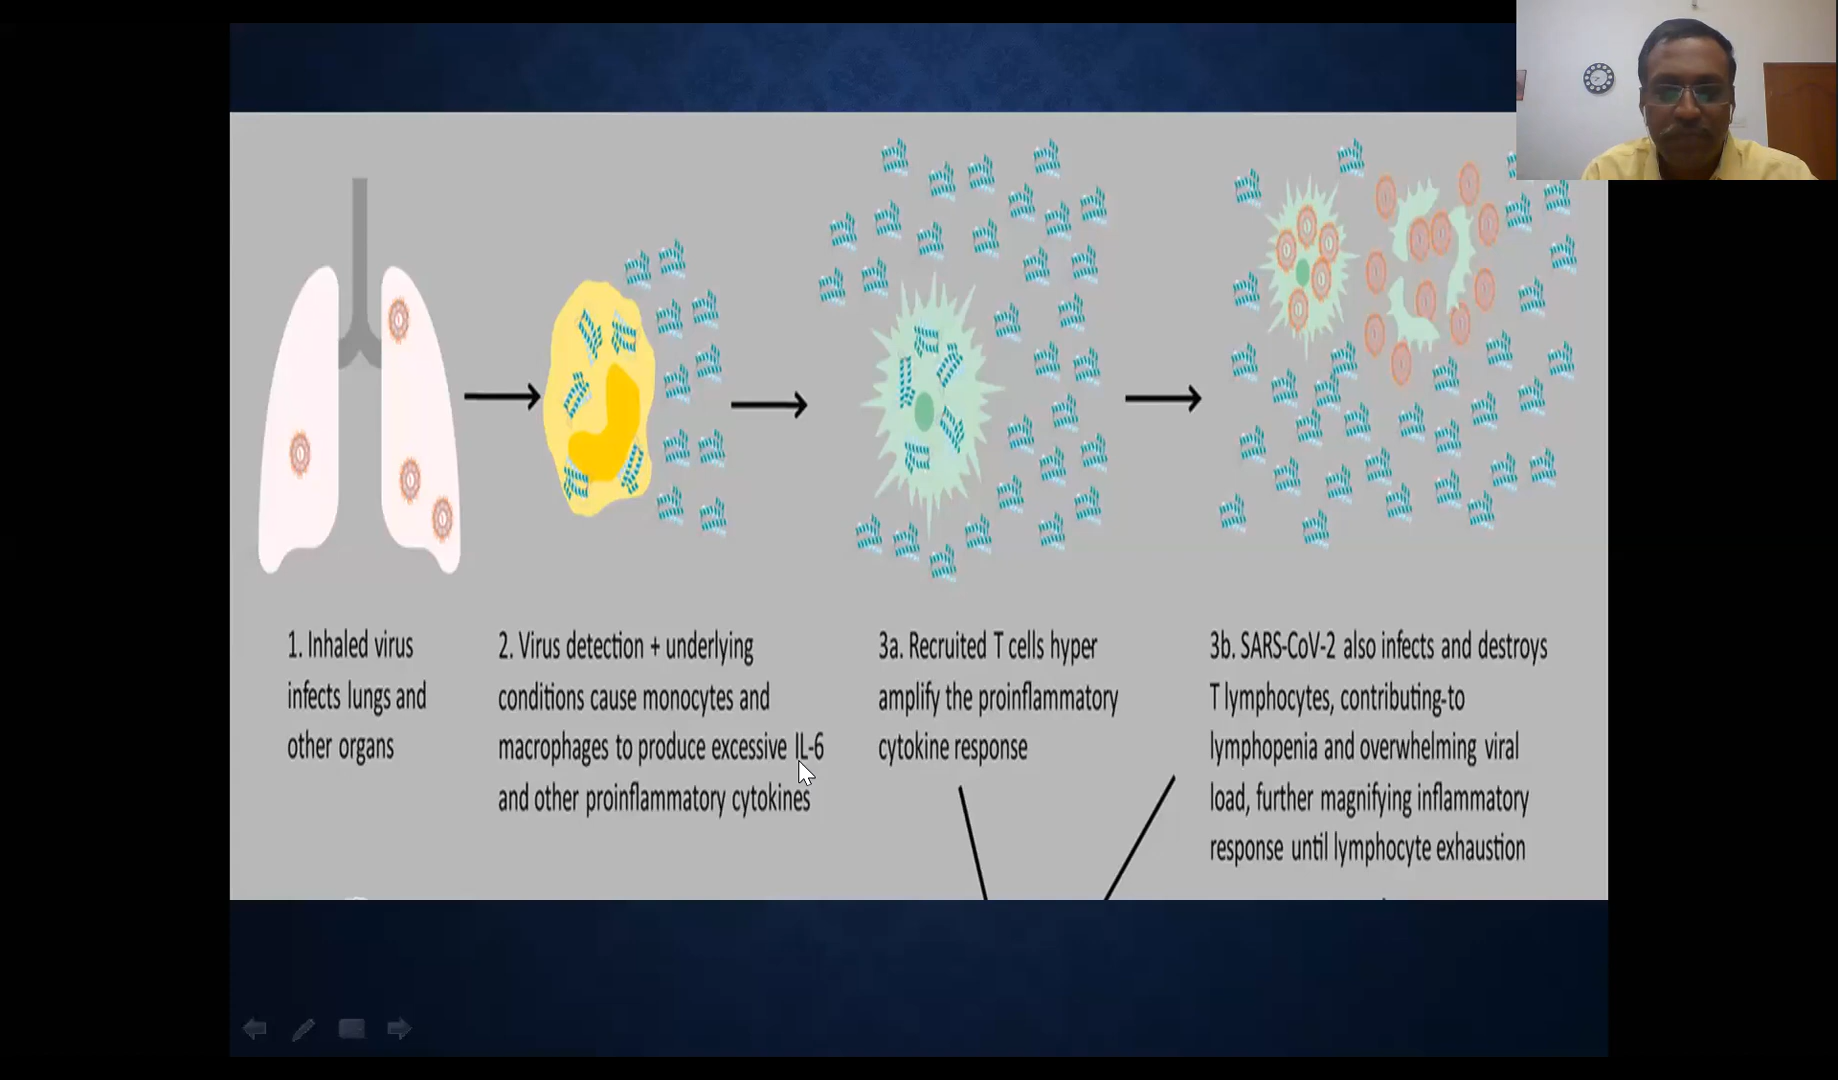 1. Inhaled virus
infects lungs and
other organs
2. Virus detection + underlying
conditions cause monocytes and
macrophages to produce excessive IL-6
and other proinflammatory cytokines
3a. Recruited T cells hyper
amplify the proinflammatory
cytokine response
3b. SARS-CoV-2 also infects and destroys
T lymphocytes, contributing-to
lymphopenia and overwhelming viral
load, further magnifying inflammatory
response until lymphocyte exhaustion